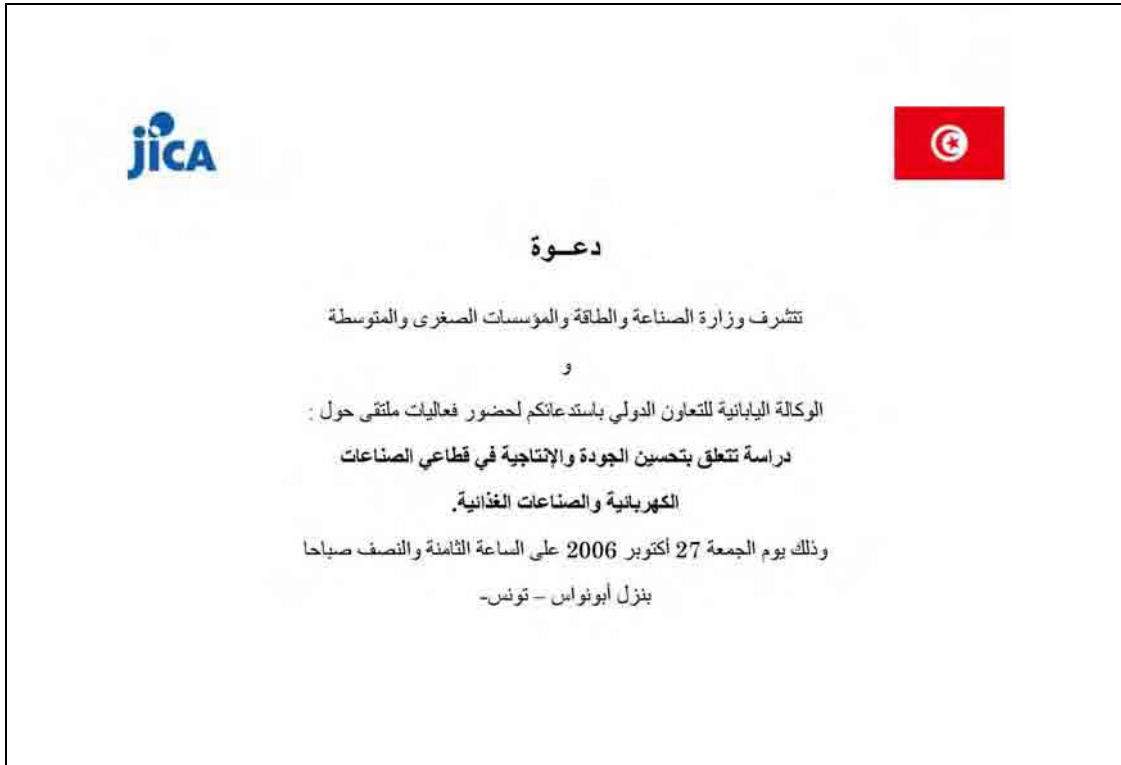 jICA
دعــوة
تتشرف وزارة الصناعة والطاقة والمؤسسات الصغرى والمتوسطة
و
الوكالة اليابانية للتعاون الدولي باستدعائكم لحضور فعاليات ملتقى حول :
دراسة تتعلق بتحسين الجودة والإنتاجية في قطاعي الصناعات
الكهربائية والصناعات الغذائية.
وذلك يوم الجمعة 27 أكتوبر 2006 على الساعة الثامنة والنصف صباحا
بنزل أبونواس – تونس-